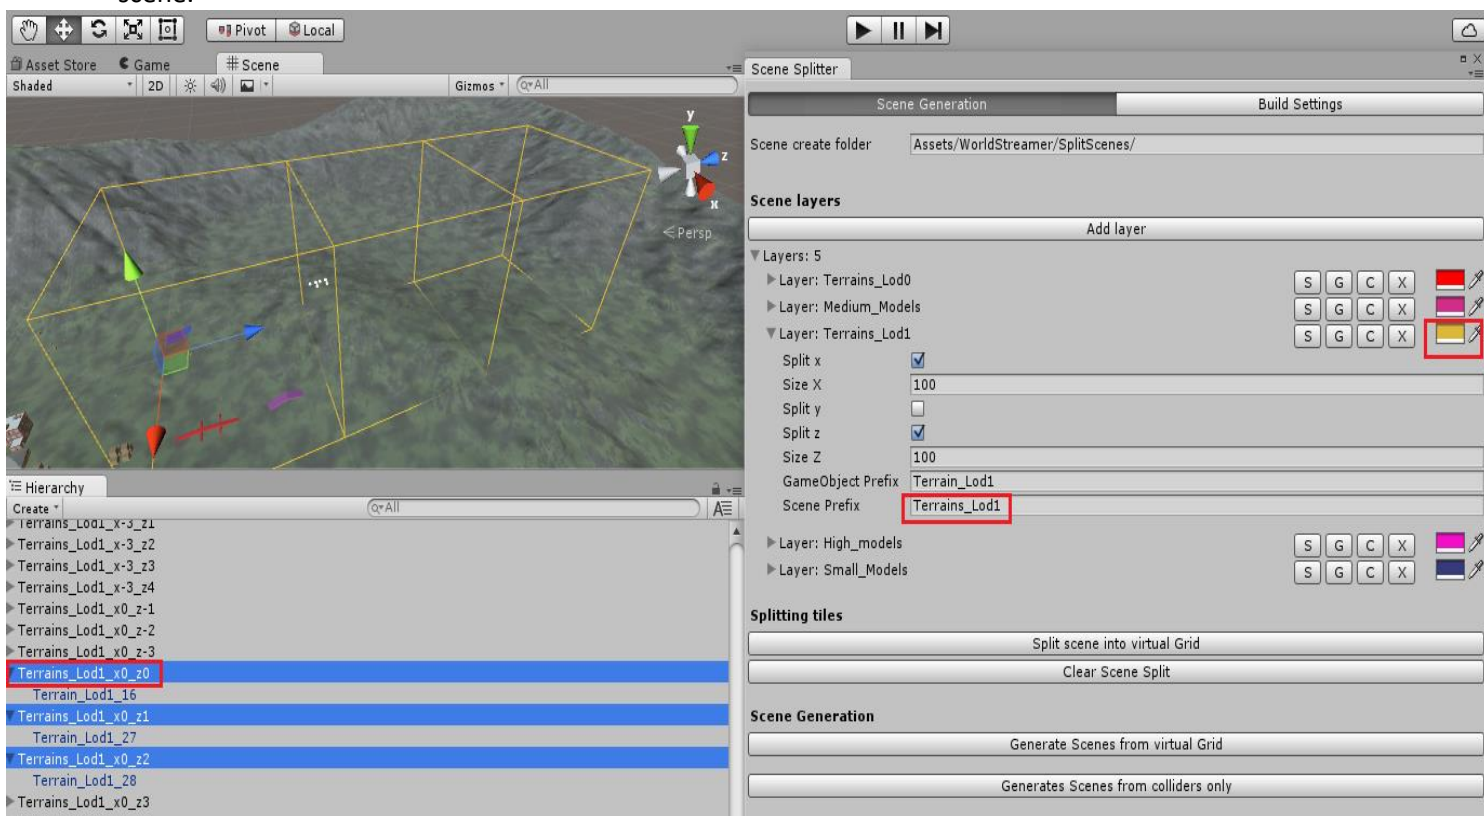 scene.
Pivot Local
Asset Store Game Scene
Shaded 2D Gizmos All
y
z
x
Persp
Hierarchy
Create All
Terrains_Lod1_x-3_z1
Terrains_Lod1_x-3_z2
Terrains_Lod1_x-3_z3
Terrains_Lod1_x-3_z4
Terrains_Lod1_x0_z-1
Terrains_Lod1_x0_z-2
Terrains_Lod1_x0_z-3
Terrains_Lod1_x0_z0
Terrain_Lod1_16
Terrains_Lod1_x0_z1
Terrain_Lod1_27
Terrains_Lod1_x0_z2
Terrain_Lod1_28
Terrains_Lod1_x0_z3
Scene Splitter
Scene Generation Build Settings
Scene create folder Assets/WorldStreamer/SplitScenes/
Scene layers
Add layer
Layers: 5
Layer: Terrains_Lod0 S G C X
Layer: Medium_Models S G C X
Layer: Terrains_Lod1 S G C X
Split x
Size X 100
Split y
Split z
Size Z 100
GameObject Prefix Terrain_Lod1
Scene Prefix Terrains_Lod1
Layer: High_models S G C X
Layer: Small_Models S G C X
Splitting tiles
Split scene into virtual Grid
Clear Scene Split
Scene Generation
Generate Scenes from virtual Grid
Generates Scenes from colliders only